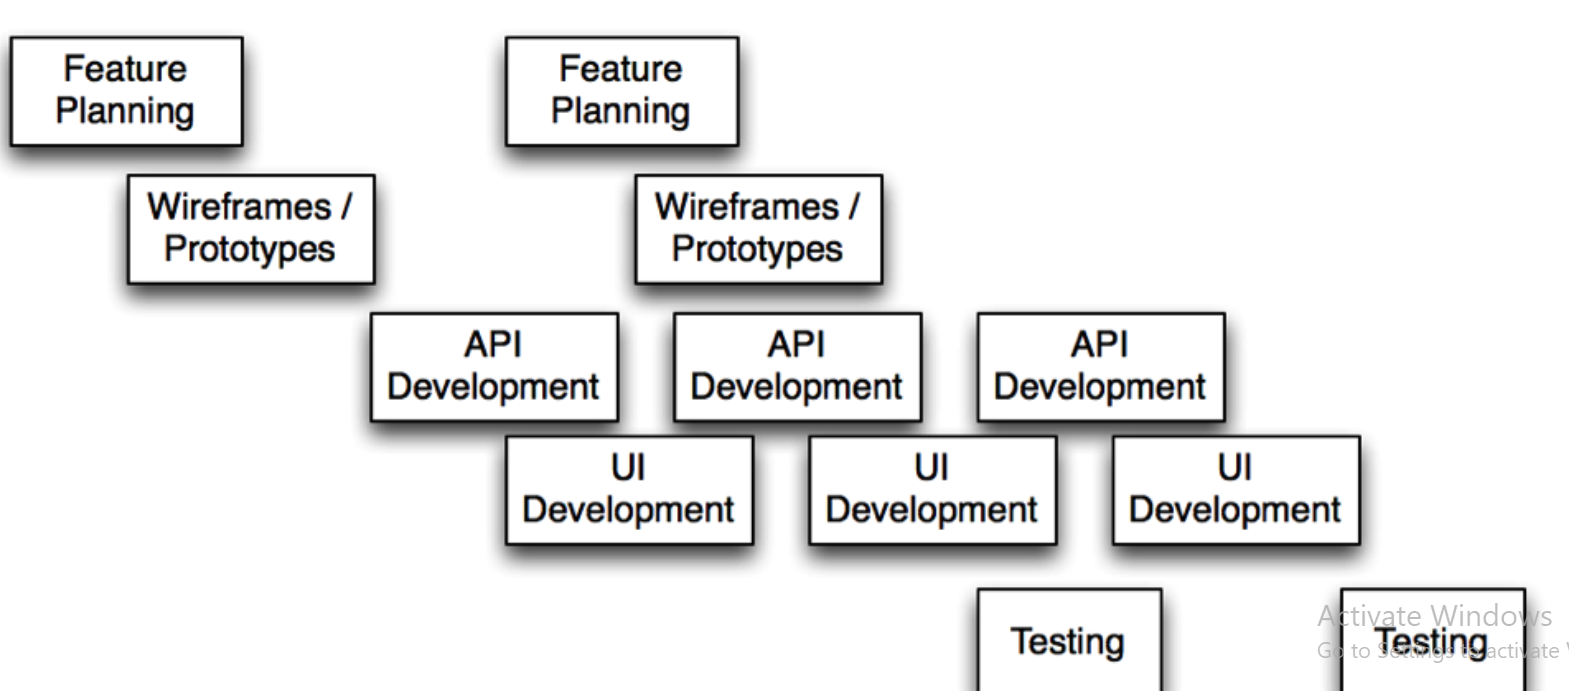 Feature
Planning
Feature
Planning
Wireframes /
Prototypes
Wireframes /
Prototypes
API
Development
API
Development
API
Development
UI
Development
UI
Development
UI
Development
Testing
Testing
Activate Windows
Go to Settings to activate